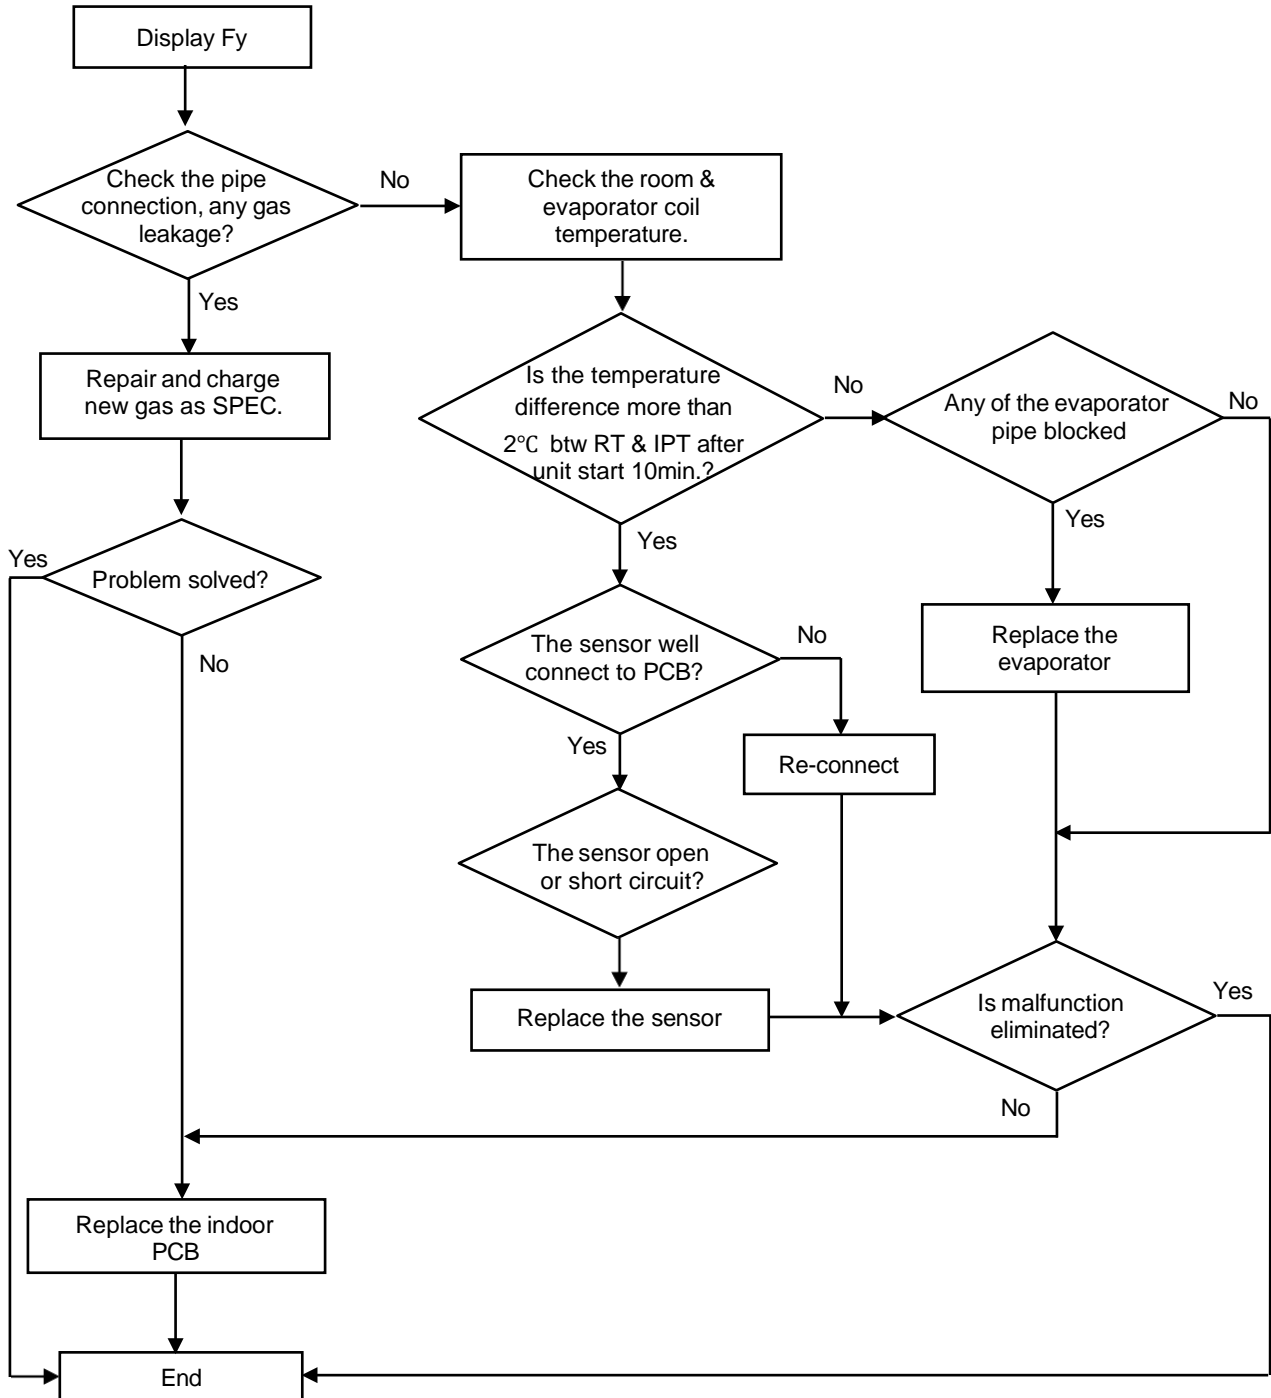 Display Fy
Check the pipe
connection, any gas
leakage?
No
Check the room &
evaporator coil
temperature.
Yes
Repair and charge
new gas as SPEC.
Is the temperature
difference more than
2℃ btw RT & IPT after
unit start 10min.?
No
Any of the evaporator
pipe blocked
No
Yes
Yes
Yes
Problem solved?
No
The sensor well
connect to PCB?
No
Replace the
evaporator
Yes
Re-connect
The sensor open
or short circuit?
Replace the sensor
Is malfunction
eliminated?
Yes
No
Replace the indoor
PCB
End